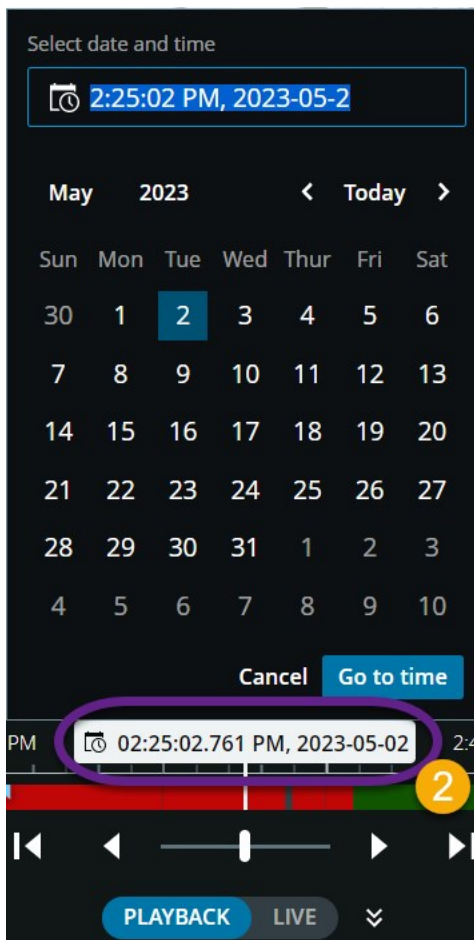 Select date and time
2:25:02 PM, 2023-05-2
May 2023 Today
Sun Mon Tue Wed Thur Fri Sat
30 1 2 3 4 5 6
7 8 9 10 11 12 13
14 15 16 17 18 19 20
21 22 23 24 25 26 27
28 29 30 31 1 2 3
4 5 6 7 8 9 10
Cancel Go to time
PM 02:25:02.761 PM, 2023-05-02 2:4
2
PLAYBACK LIVE